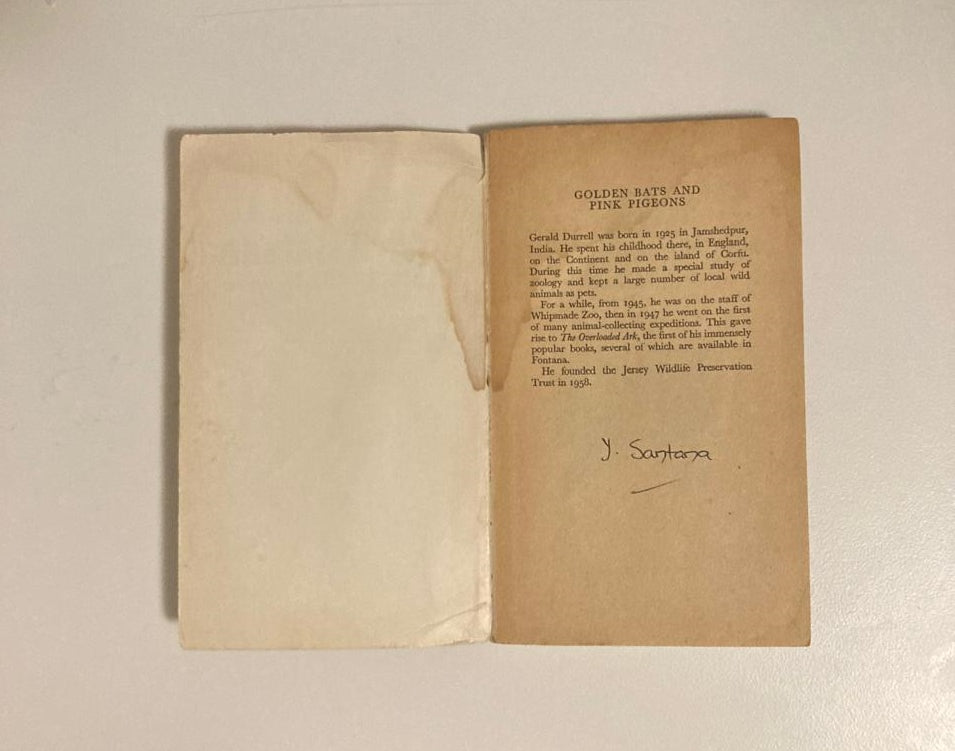 GOLDEN BATS AND
PINK PIGEONS
Gerald Durrell was born in 1925 in Jamshedpur,
India. He spent his childhood there, in England,
on the Continent and on the island of Corfu.
During this time he made a special study of
zoology and kept a large number of local wild
animals as pets.
For a while, from 1945, he was on the staff of
Whipsnade Zoo, then in 1947 he went on the first
of many animal-collecting expeditions. This gave
rise to The Overloaded Ark, the first of his immensely
popular books, several of which are available in
Fontana.
He founded the Jersey Wildlife Preservation
Trust in 1958.
Y. Santana